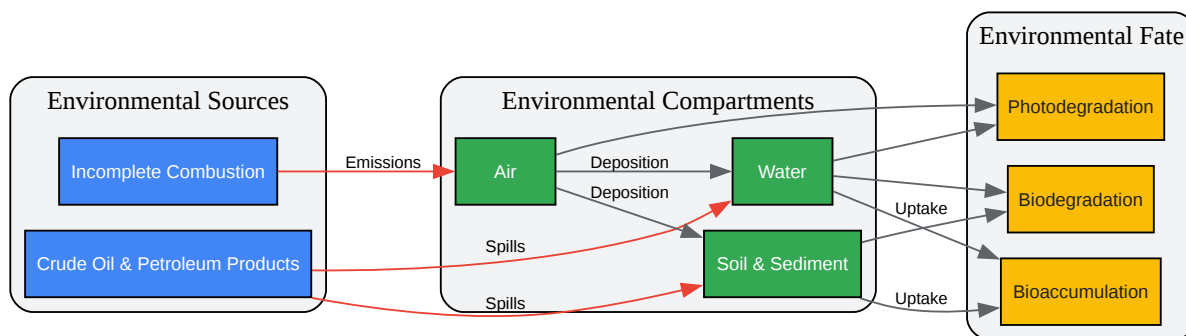 Environmental Sources
Incomplete Combustion
Crude Oil & Petroleum Products
Emissions
Spills
Spills
Environmental Compartments
Air
Deposition
Deposition
Water
Soil & Sediment
Uptake
Uptake
Environmental Fate
Photodegradation
Biodegradation
Bioaccumulation